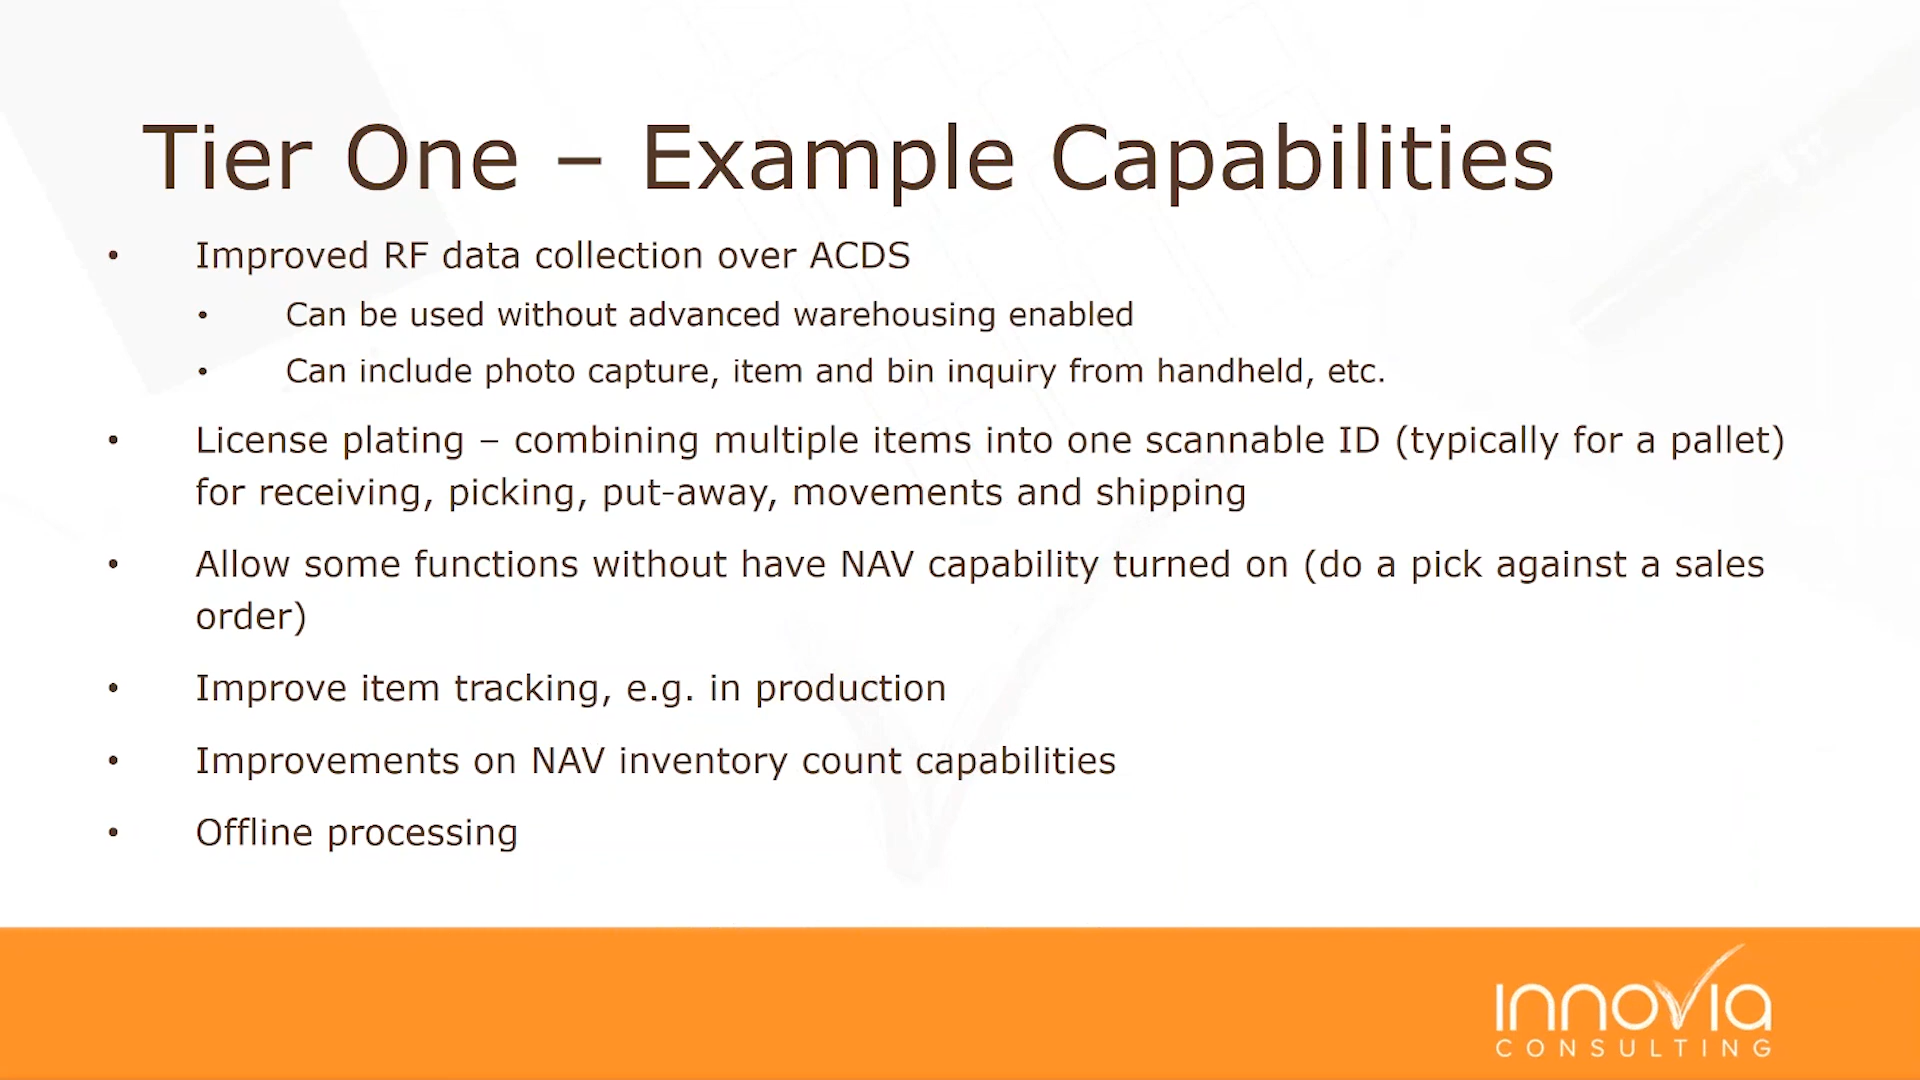 Tier One – Example Capabilities
• Improved RF data collection over ACDS
• Can be used without advanced warehousing enabled
• Can include photo capture, item and bin inquiry from handheld, etc.
• License plating – combining multiple items into one scannable ID (typically for a pallet)
for receiving, picking, put-away, movements and shipping
• Allow some functions without have NAV capability turned on (do a pick against a sales
order)
• Improve item tracking, e.g. in production
• Improvements on NAV inventory count capabilities
• Offline processing
innovia
CONSULTING